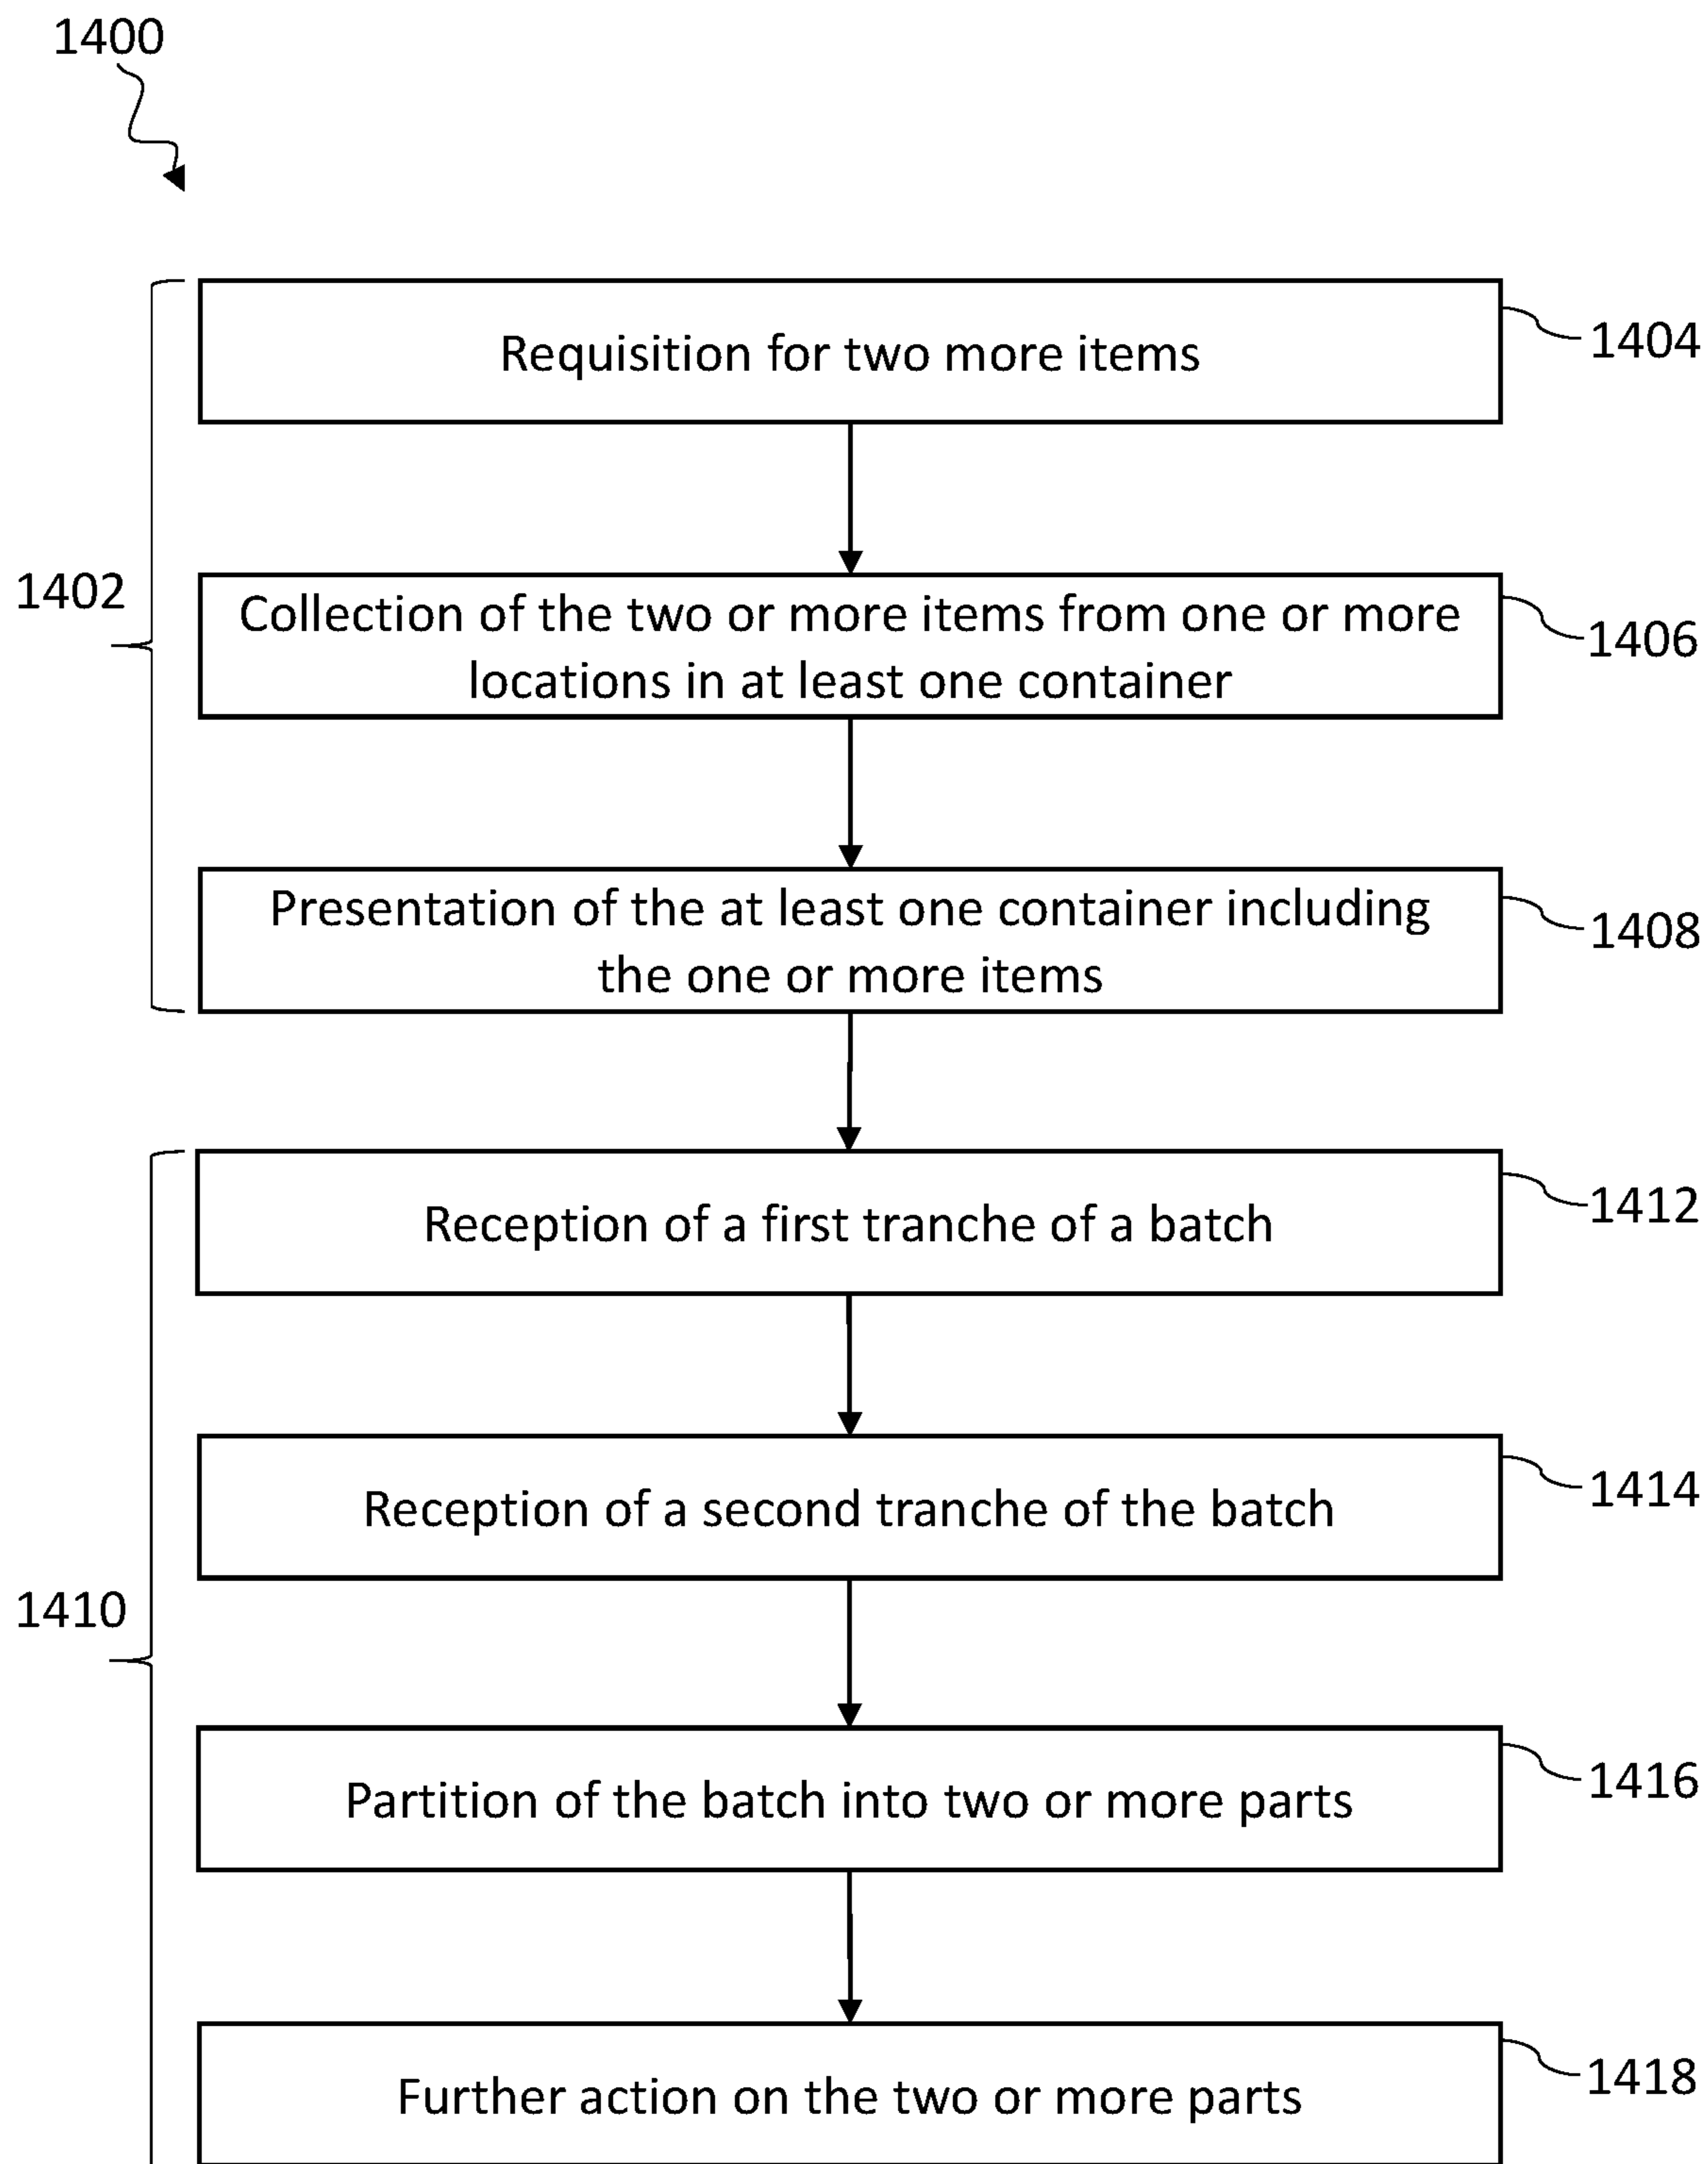 1400
Requisition for two more items
1404
1402
Collection of the two or more items from one or more
locations in at least one container
1406
Presentation of the at least one container including
the one or more items
1408
Reception of a first tranche of a batch
1412
Reception of a second tranche of the batch
1414
1410
Partition of the batch into two or more parts
1416
Further action on the two or more parts
1418